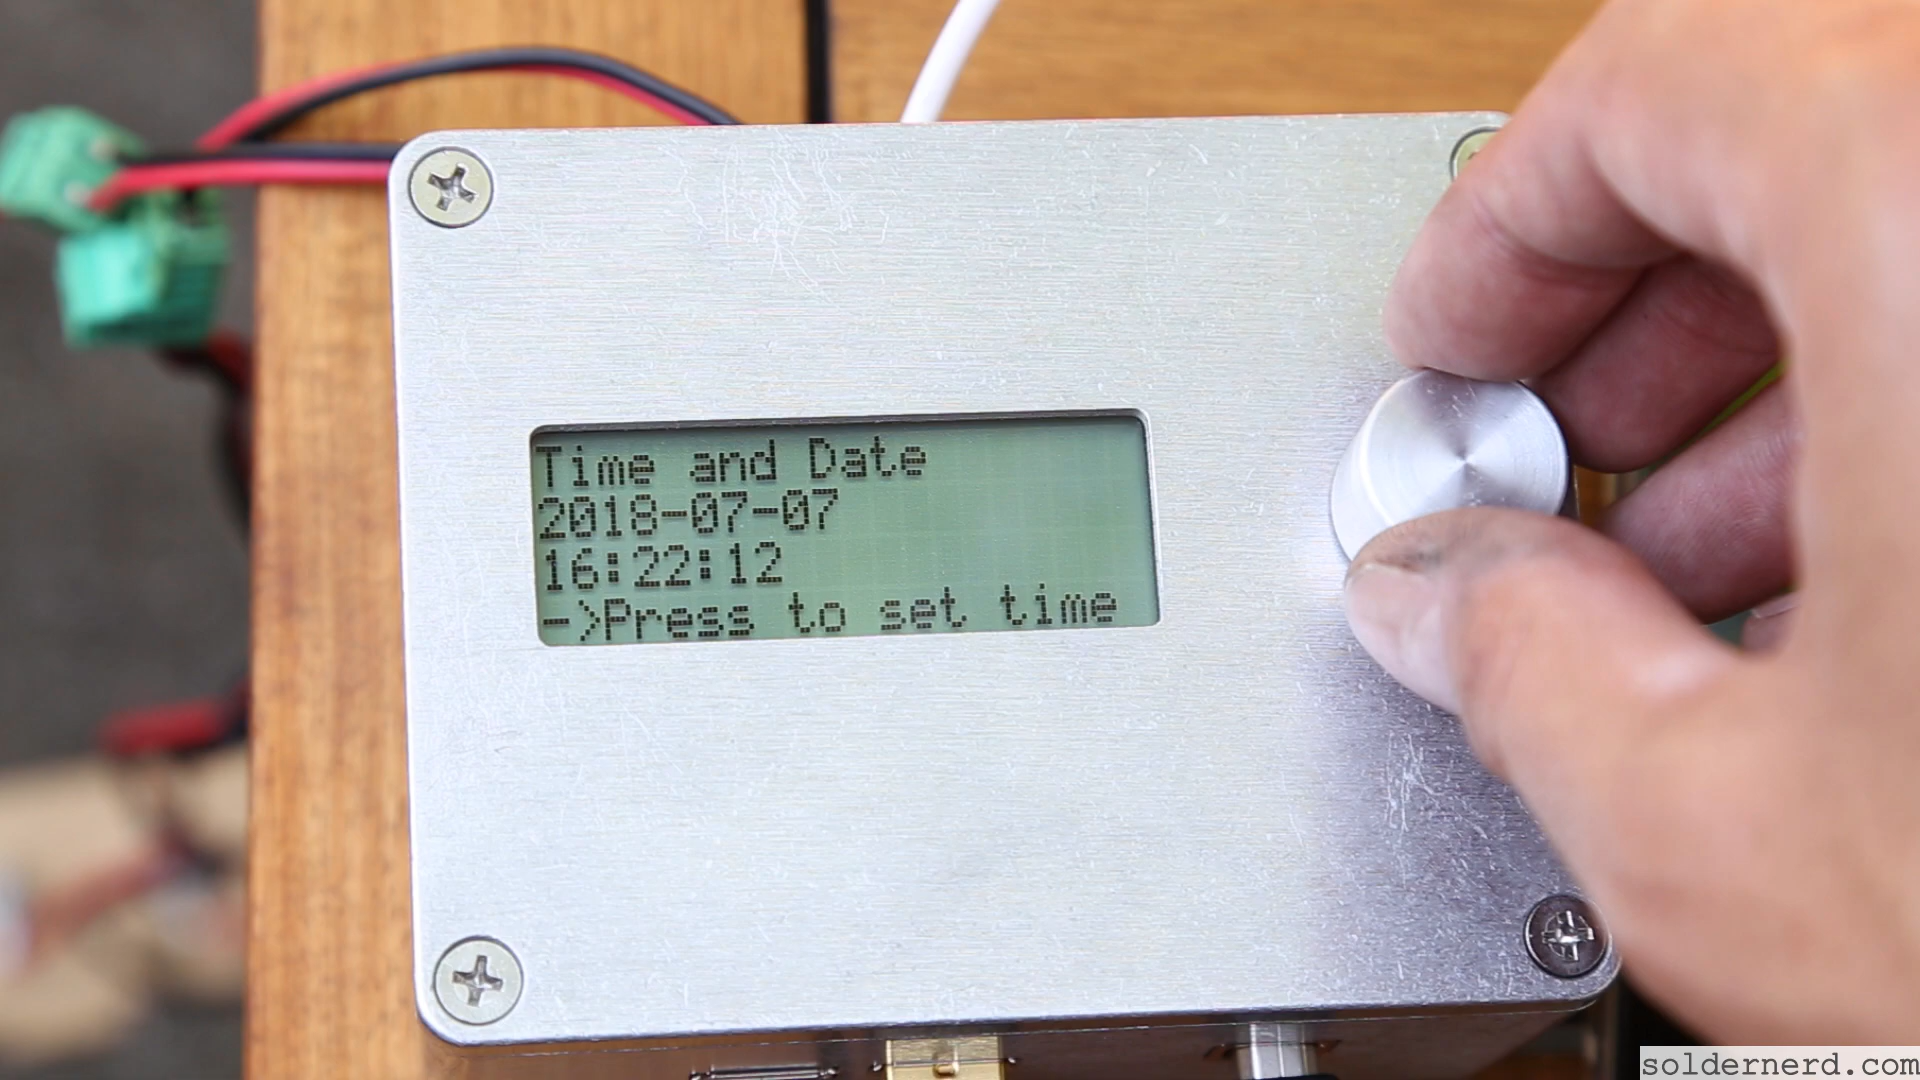 Time and Date
2018-07-07
16:22:12
->Press to set time
soldernerd.com